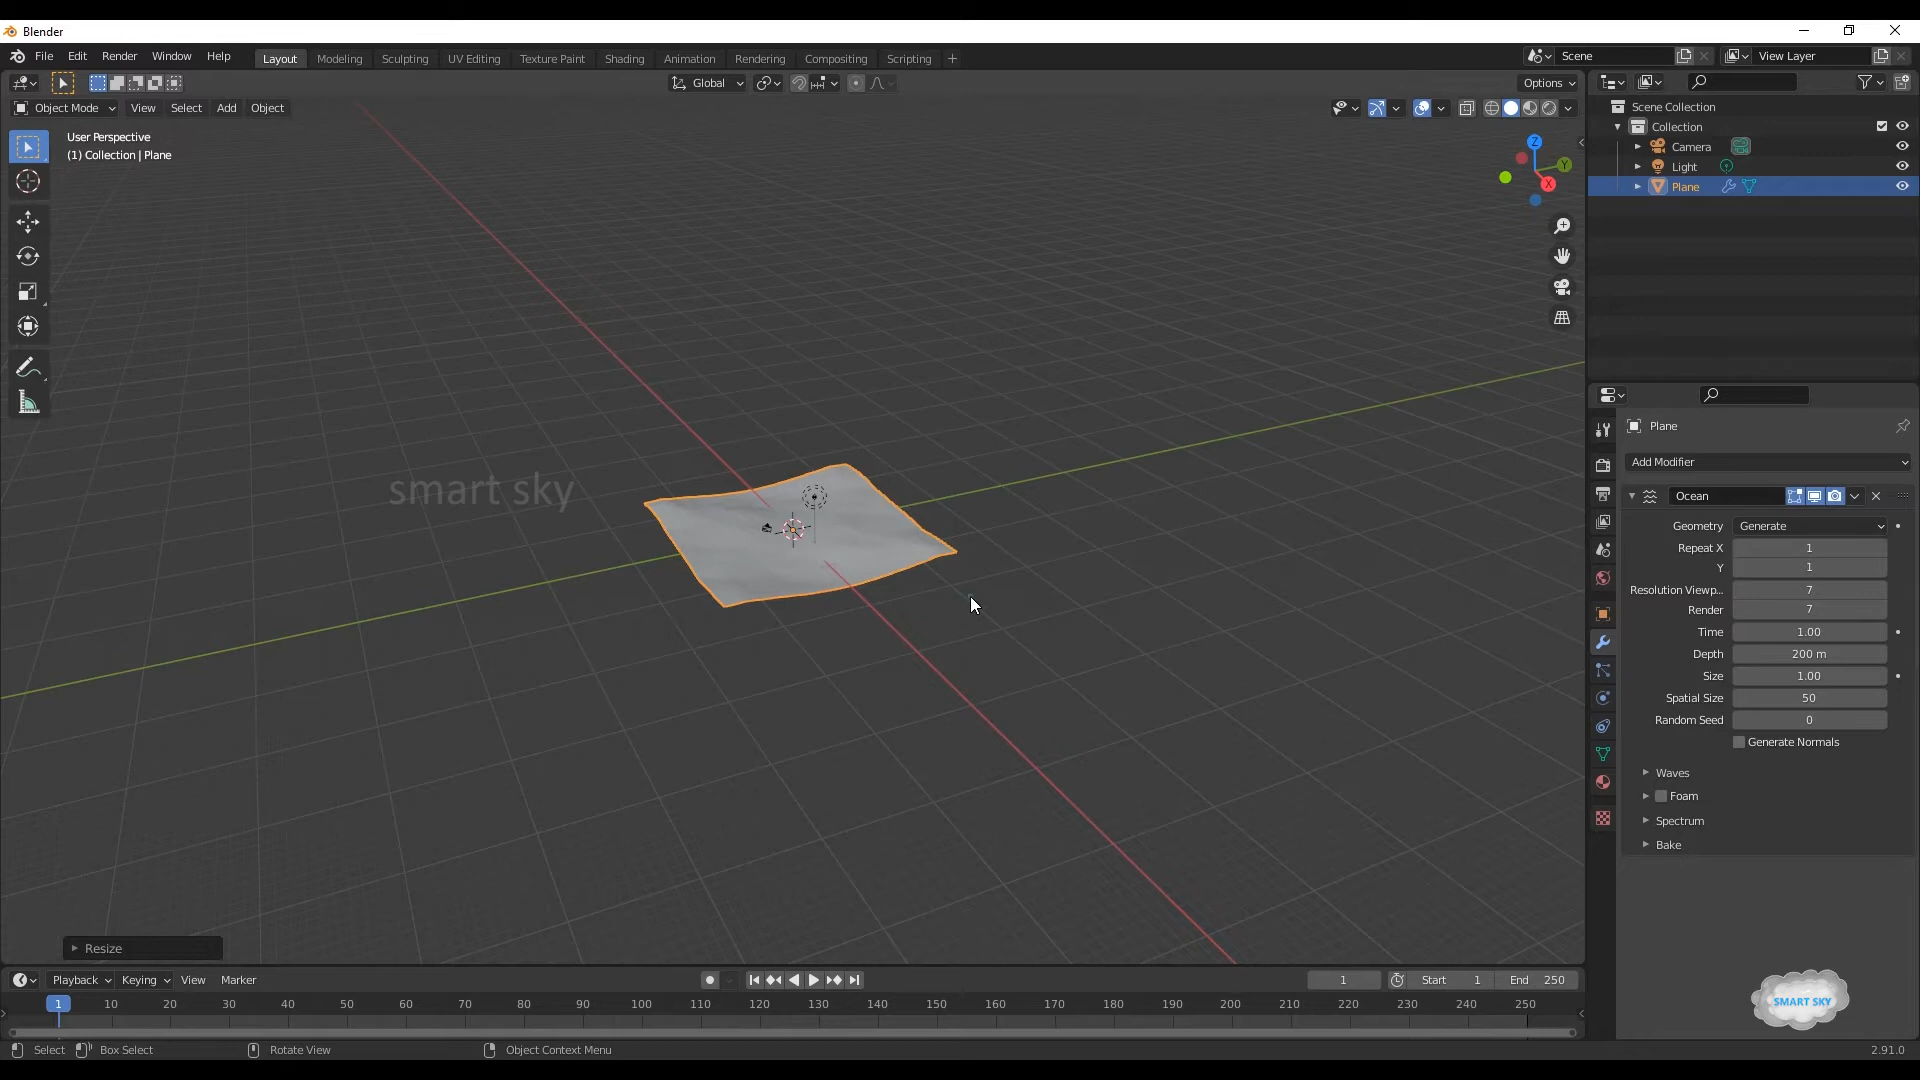 Blender
File Edit Render Window Help Layout Modeling Sculpting UV Editing Texture Paint Shading Animation Rendering Compositing Scripting + Scene View Layer
Global Options
Object Mode View Select Add Object
User Perspective
(1) Collection | Plane
Z
Y
X
Scene Collection
Collection
Camera
Light
Plane
smart sky
Plane
Add Modifier
Ocean
Geometry Generate
Repeat X 1
Y 1
Resolution Viewp... 7
Render 7
Time 1.00
Depth 200 m
Size 1.00
Spatial Size 50
Random Seed 0
Generate Normals
Waves
Foam
Spectrum
Bake
Resize
Playback Keying View Marker 1 Start 1 End 250
1 10 20 30 40 50 60 70 80 90 100 110 120 130 140 150 160 170 180 190 200 210 220 230 240 250
SMART SKY
Select Box Select Rotate View Object Context Menu 2.91.0